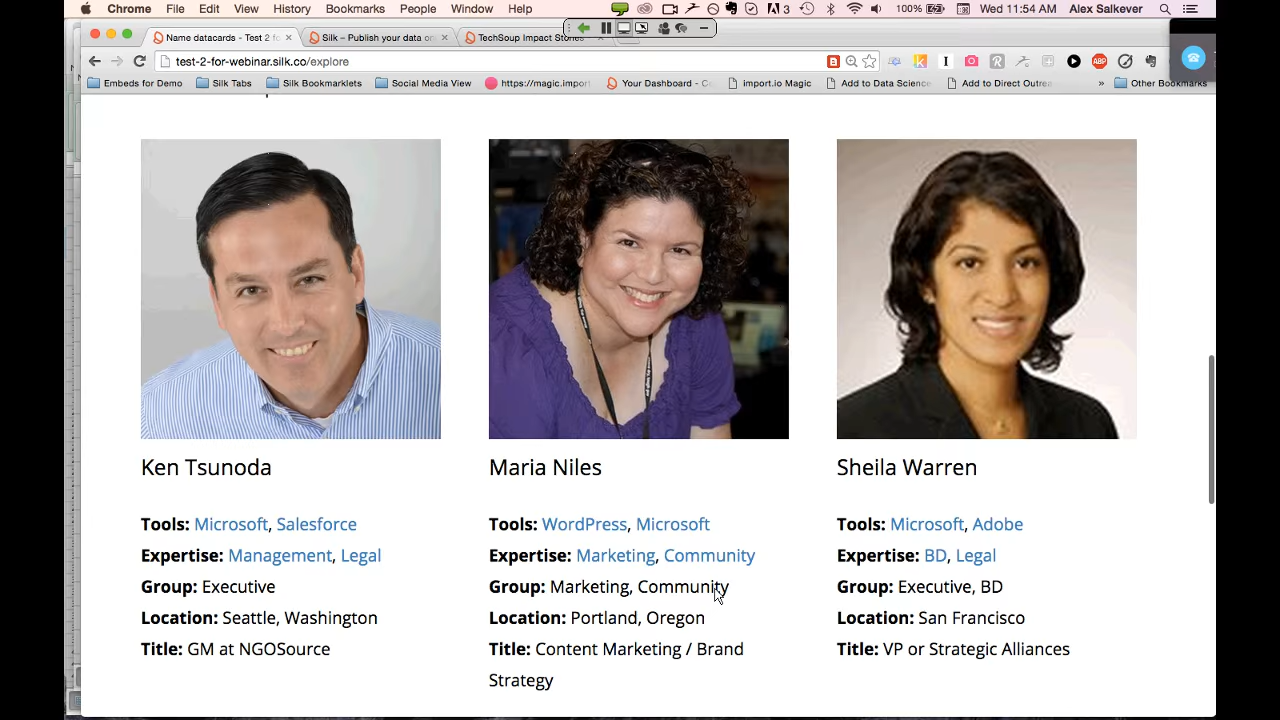 Chrome File Edit View History Bookmarks People Window Help
3 100% Wed 11:54 AM Alex Salkever
Name datacards - Test 2 fo
Silk – Publish your data on
TechSoup Impact Stories
test-2-for-webinar.silk.co/explore
Embeds for Demo Silk Tabs Silk Bookmarklets Social Media View https://magic.import Your Dashboard - import.io Magic Add to Data Science Add to Direct Outrea » Other Bookmarks
Ken Tsunoda
Tools: Microsoft, Salesforce
Expertise: Management, Legal
Group: Executive
Location: Seattle, Washington
Title: GM at NGOSource
Maria Niles
Tools: WordPress, Microsoft
Expertise: Marketing, Community
Group: Marketing, Community
Location: Portland, Oregon
Title: Content Marketing / Brand
Strategy
Sheila Warren
Tools: Microsoft, Adobe
Expertise: BD, Legal
Group: Executive, BD
Location: San Francisco
Title: VP or Strategic Alliances